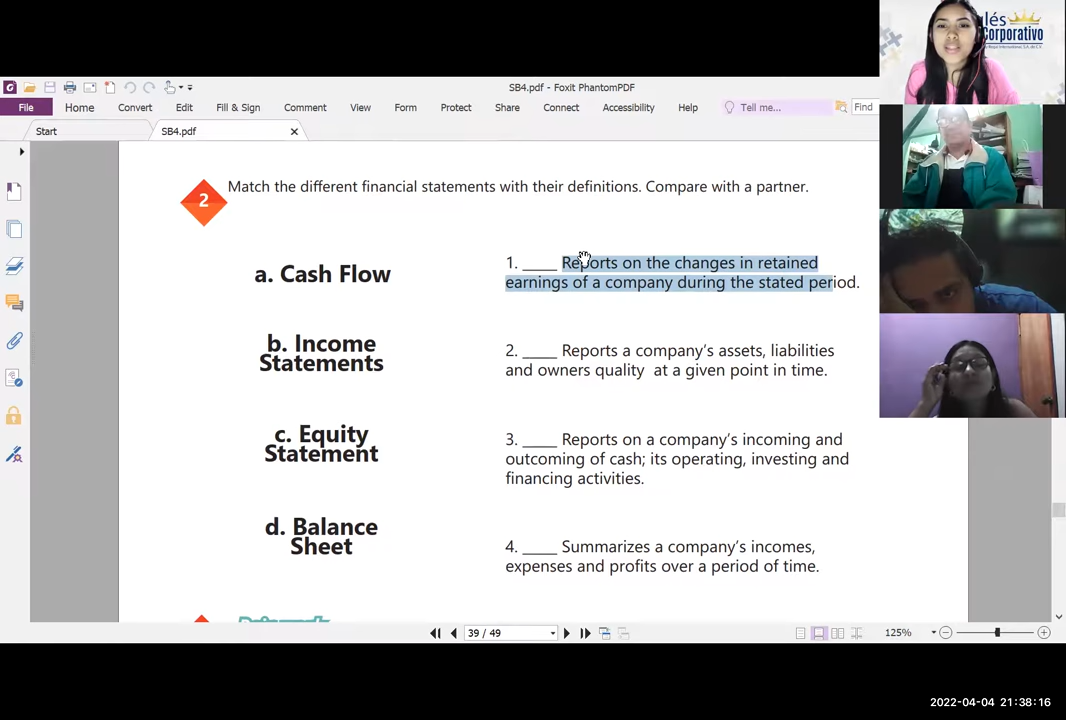 SB4.pdf - Foxit PhantomPDF
File Home Convert Edit Fill & Sign Comment View Form Protect Share Connect Accessibility Help Tell me... Find
Start SB4.pdf
2 Match the different financial statements with their definitions. Compare with a partner.
a. Cash Flow
b. Income
Statements
c. Equity
Statement
d. Balance
Sheet
1. ____ Reports on the changes in retained
earnings of a company during the stated period.
2. ____ Reports a company's assets, liabilities
and owners quality at a given point in time.
3. ____ Reports on a company's incoming and
outcoming of cash; its operating, investing and
financing activities.
4. ____ Summarizes a company's incomes,
expenses and profits over a period of time.
39 / 49
125%
lés
Corporativo
2022-04-04 21:38:16